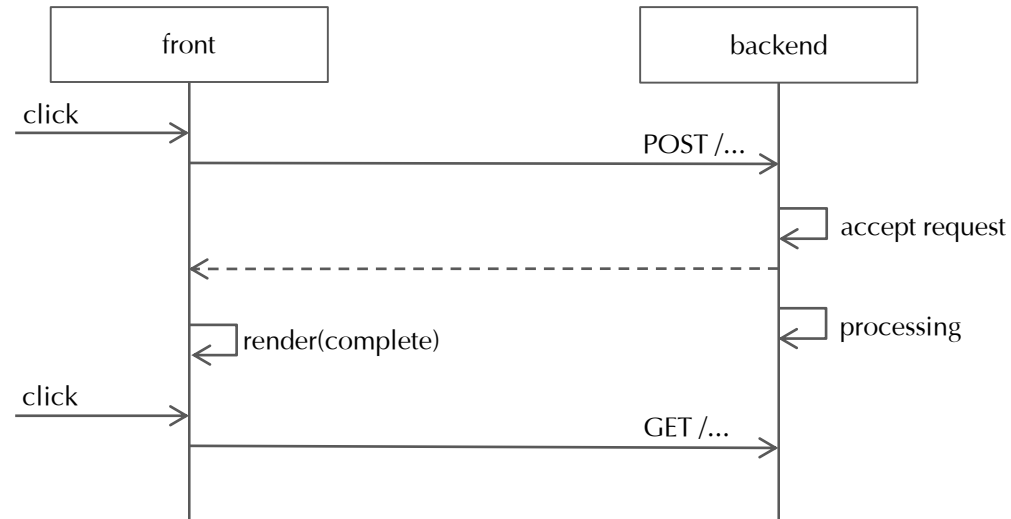 front
backend
click
POST /...
accept request
processing
render(complete)
click
GET /...